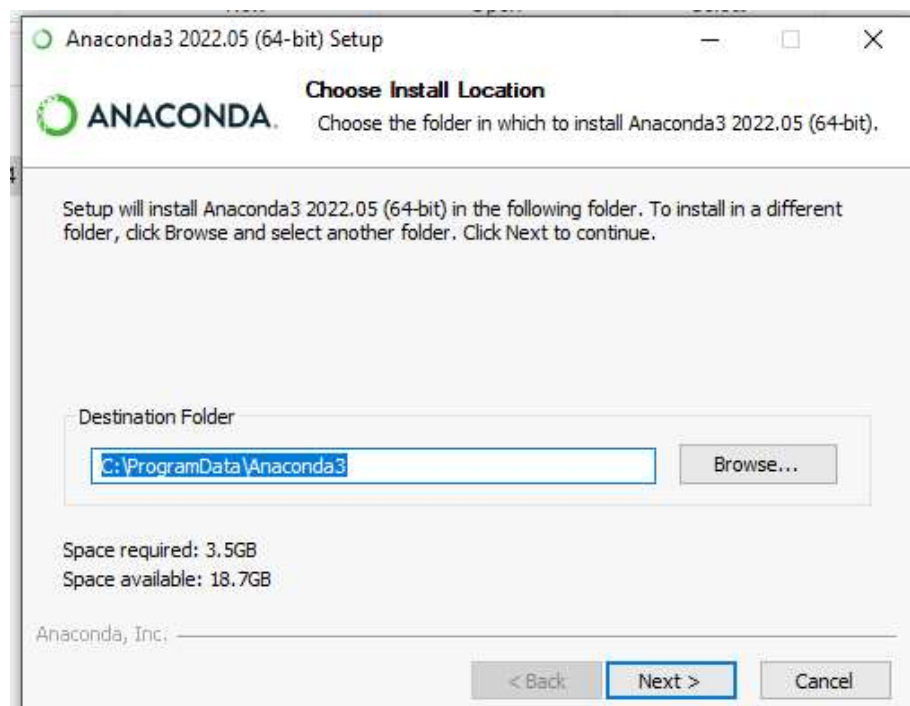 Anaconda3 2022.05 (64-bit) Setup
ANACONDA.
Choose Install Location
Choose the folder in which to install Anaconda3 2022.05 (64-bit).
Setup will install Anaconda3 2022.05 (64-bit) in the following folder. To install in a different
folder, click Browse and select another folder. Click Next to continue.
Destination Folder
C:\ProgramData\Anaconda3
Browse...
Space required: 3.5GB
Space available: 18.7GB
Anaconda, Inc.
< Back
Next >
Cancel